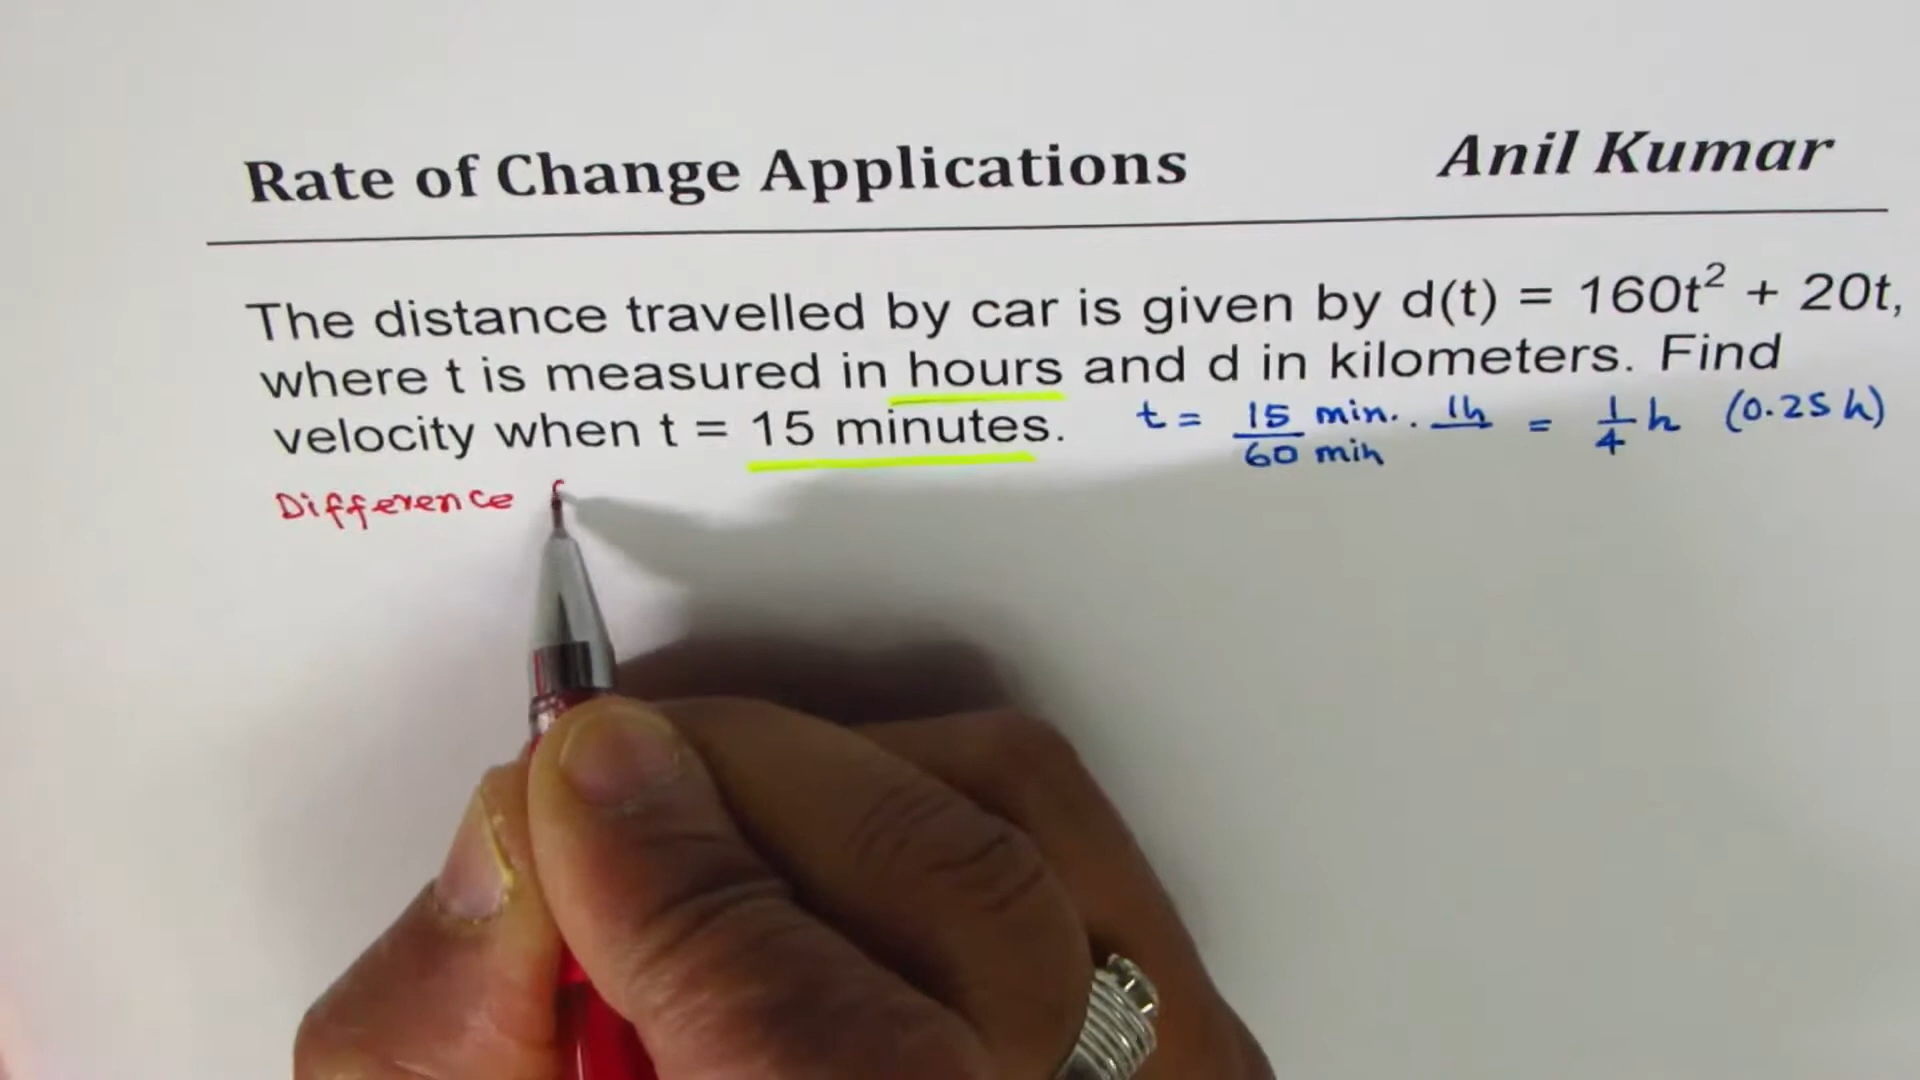 Rate of Change Applications Anil Kumar
The distance travelled by car is given by d(t) = 160t² + 20t,
where t is measured in hours and d in kilometers. Find
velocity when t = 15 minutes. t = 15/60 min./min . 1h = 1/4 h (0.25 h)
Difference